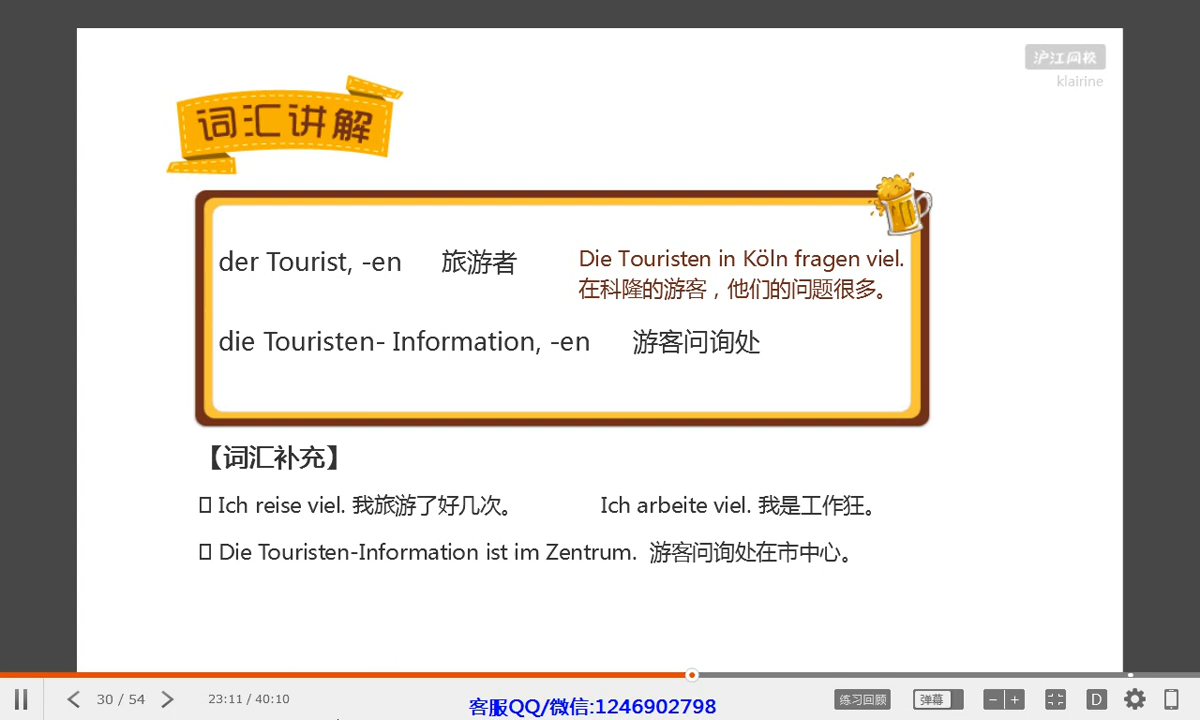 沪江网校
klairine
词汇讲解
der Tourist, -en 旅游者 Die Touristen in Köln fragen viel.
在科隆的游客，他们的问题很多。
die Touristen- Information, -en 游客问询处
【词汇补充】
Ich reise viel. 我旅游了好几次。 Ich arbeite viel. 我是工作狂。
Die Touristen-Information ist im Zentrum. 游客问询处在市中心。
30 / 54 23:11 / 40:10 客服QQ/微信:1246902798 练习回顾 弹幕 D